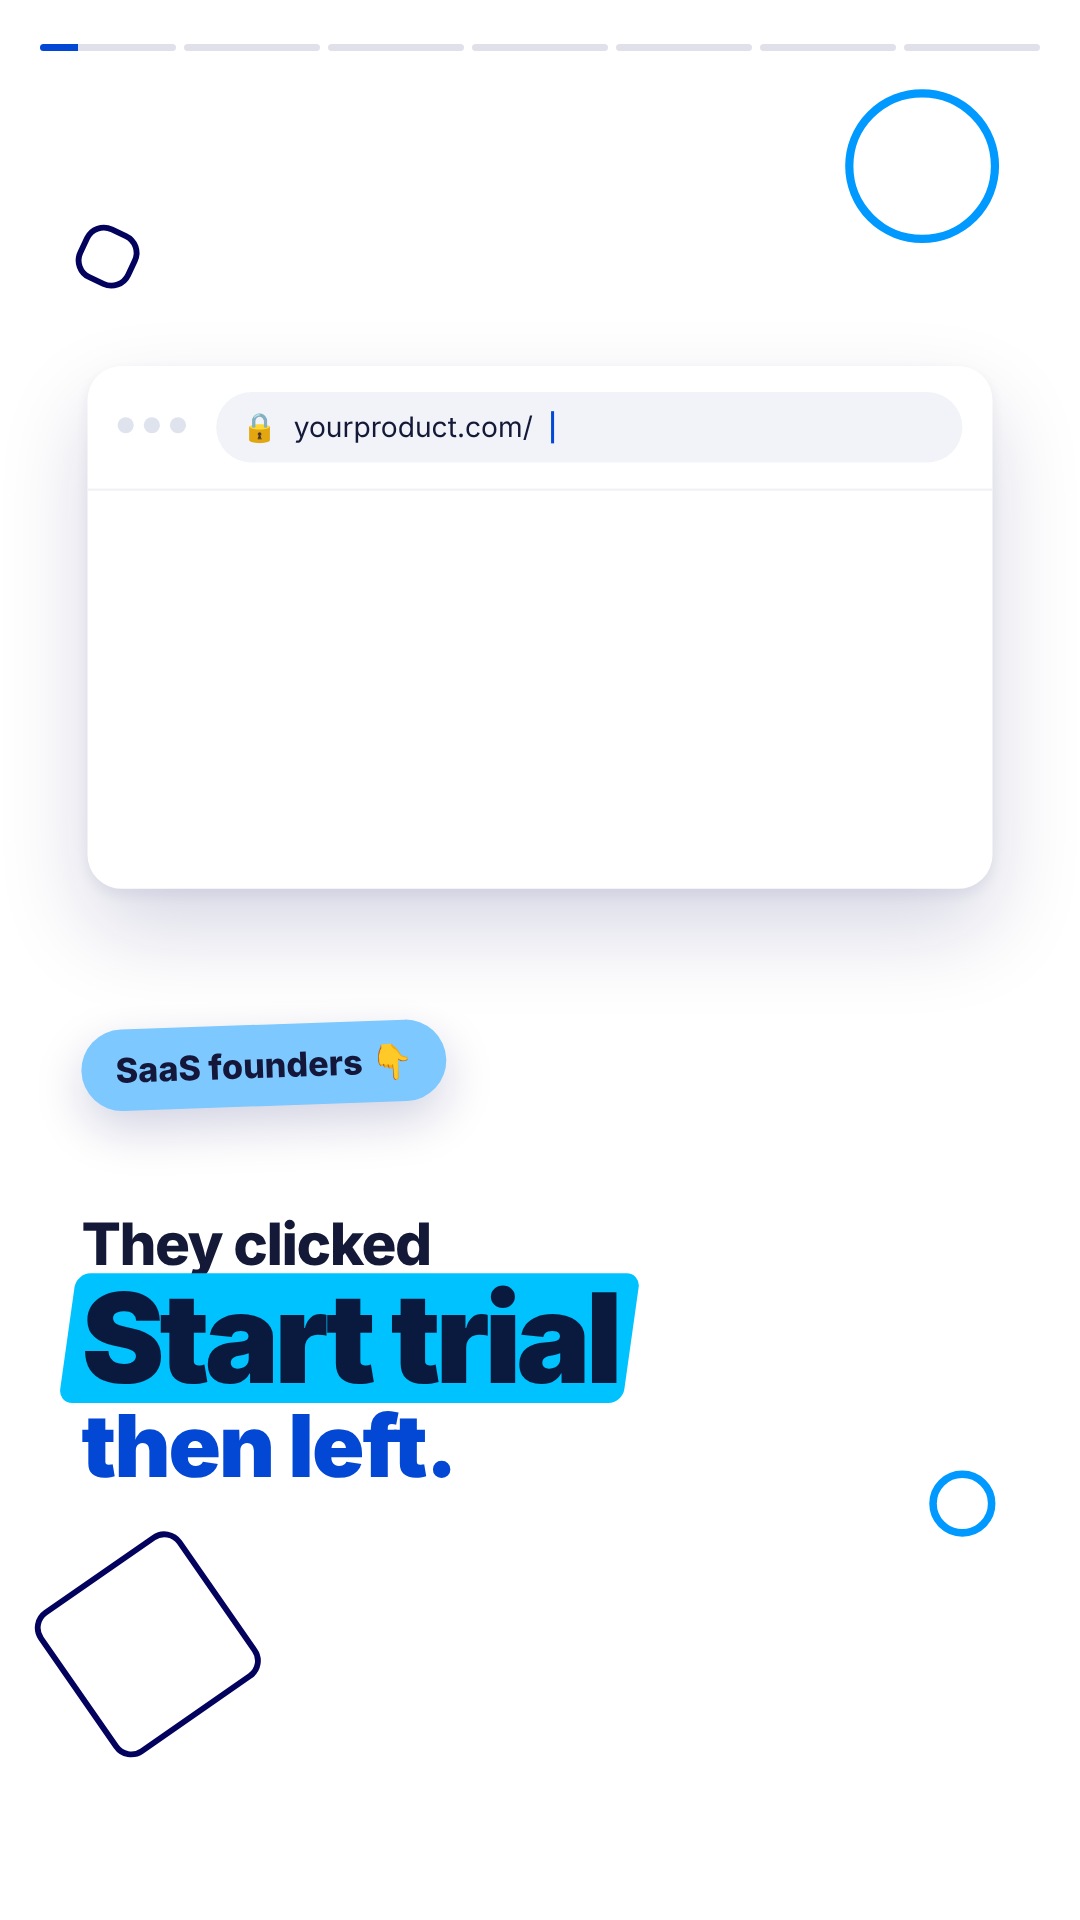 yourproduct.com/
SaaS founders 👇
They clicked
Start trial
then left.